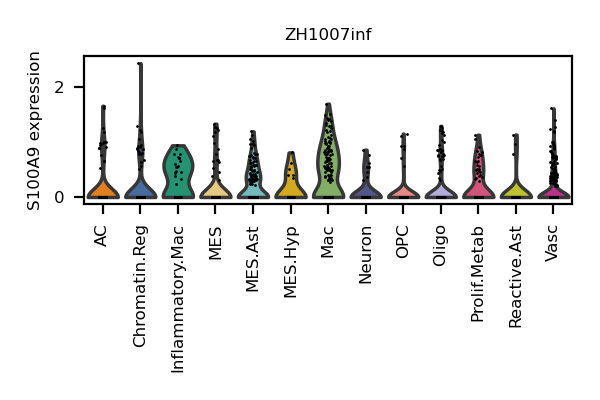 ZH1007inf
S100A9 expression
2
0
AC
Chromatin.Reg
Inflammatory.Mac
MES
MES.Ast
MES.Hyp
Mac
Neuron
OPC
Oligo
Prolif.Metab
Reactive.Ast
Vasc